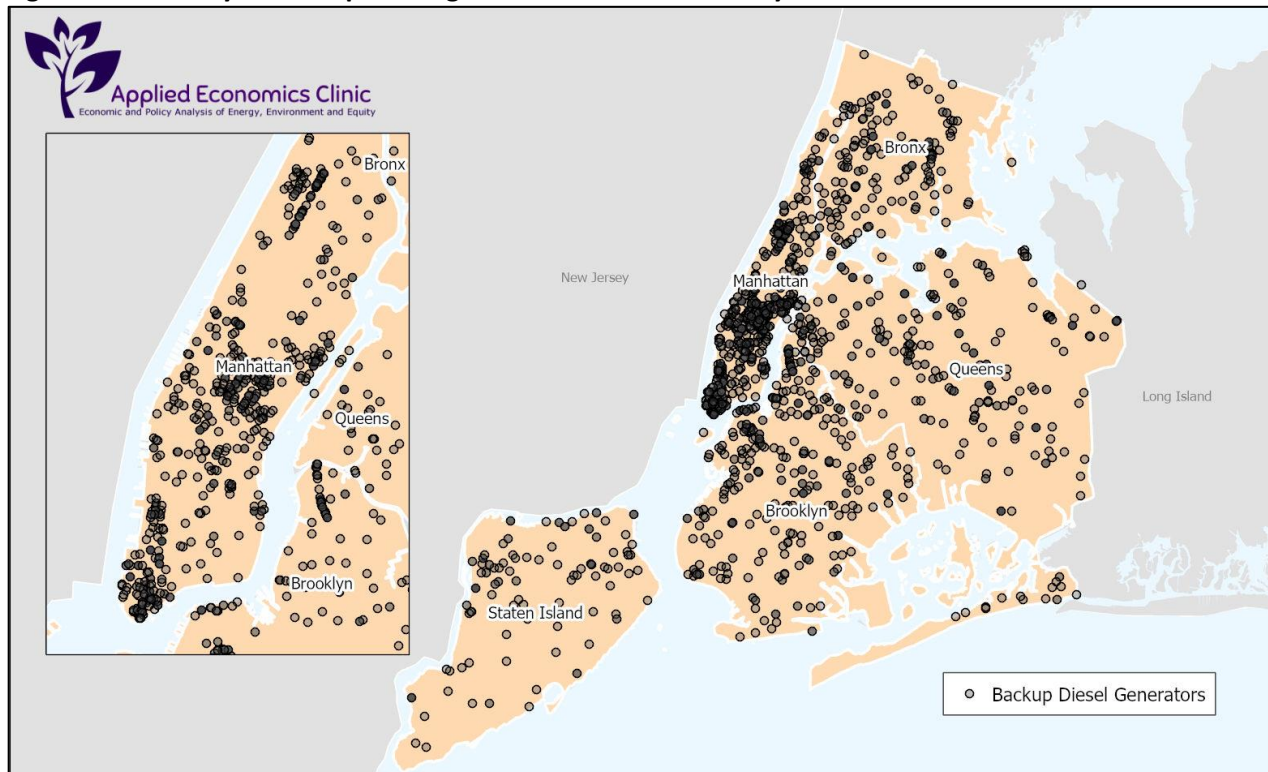 Applied Economics Clinic
Economic and Policy Analysis of Energy, Environment and Equity
Bronx
Manhattan
Queens
Brooklyn
Bronx
New Jersey
Manhattan
Queens
Long Island
Brooklyn
Staten Island
Backup Diesel Generators